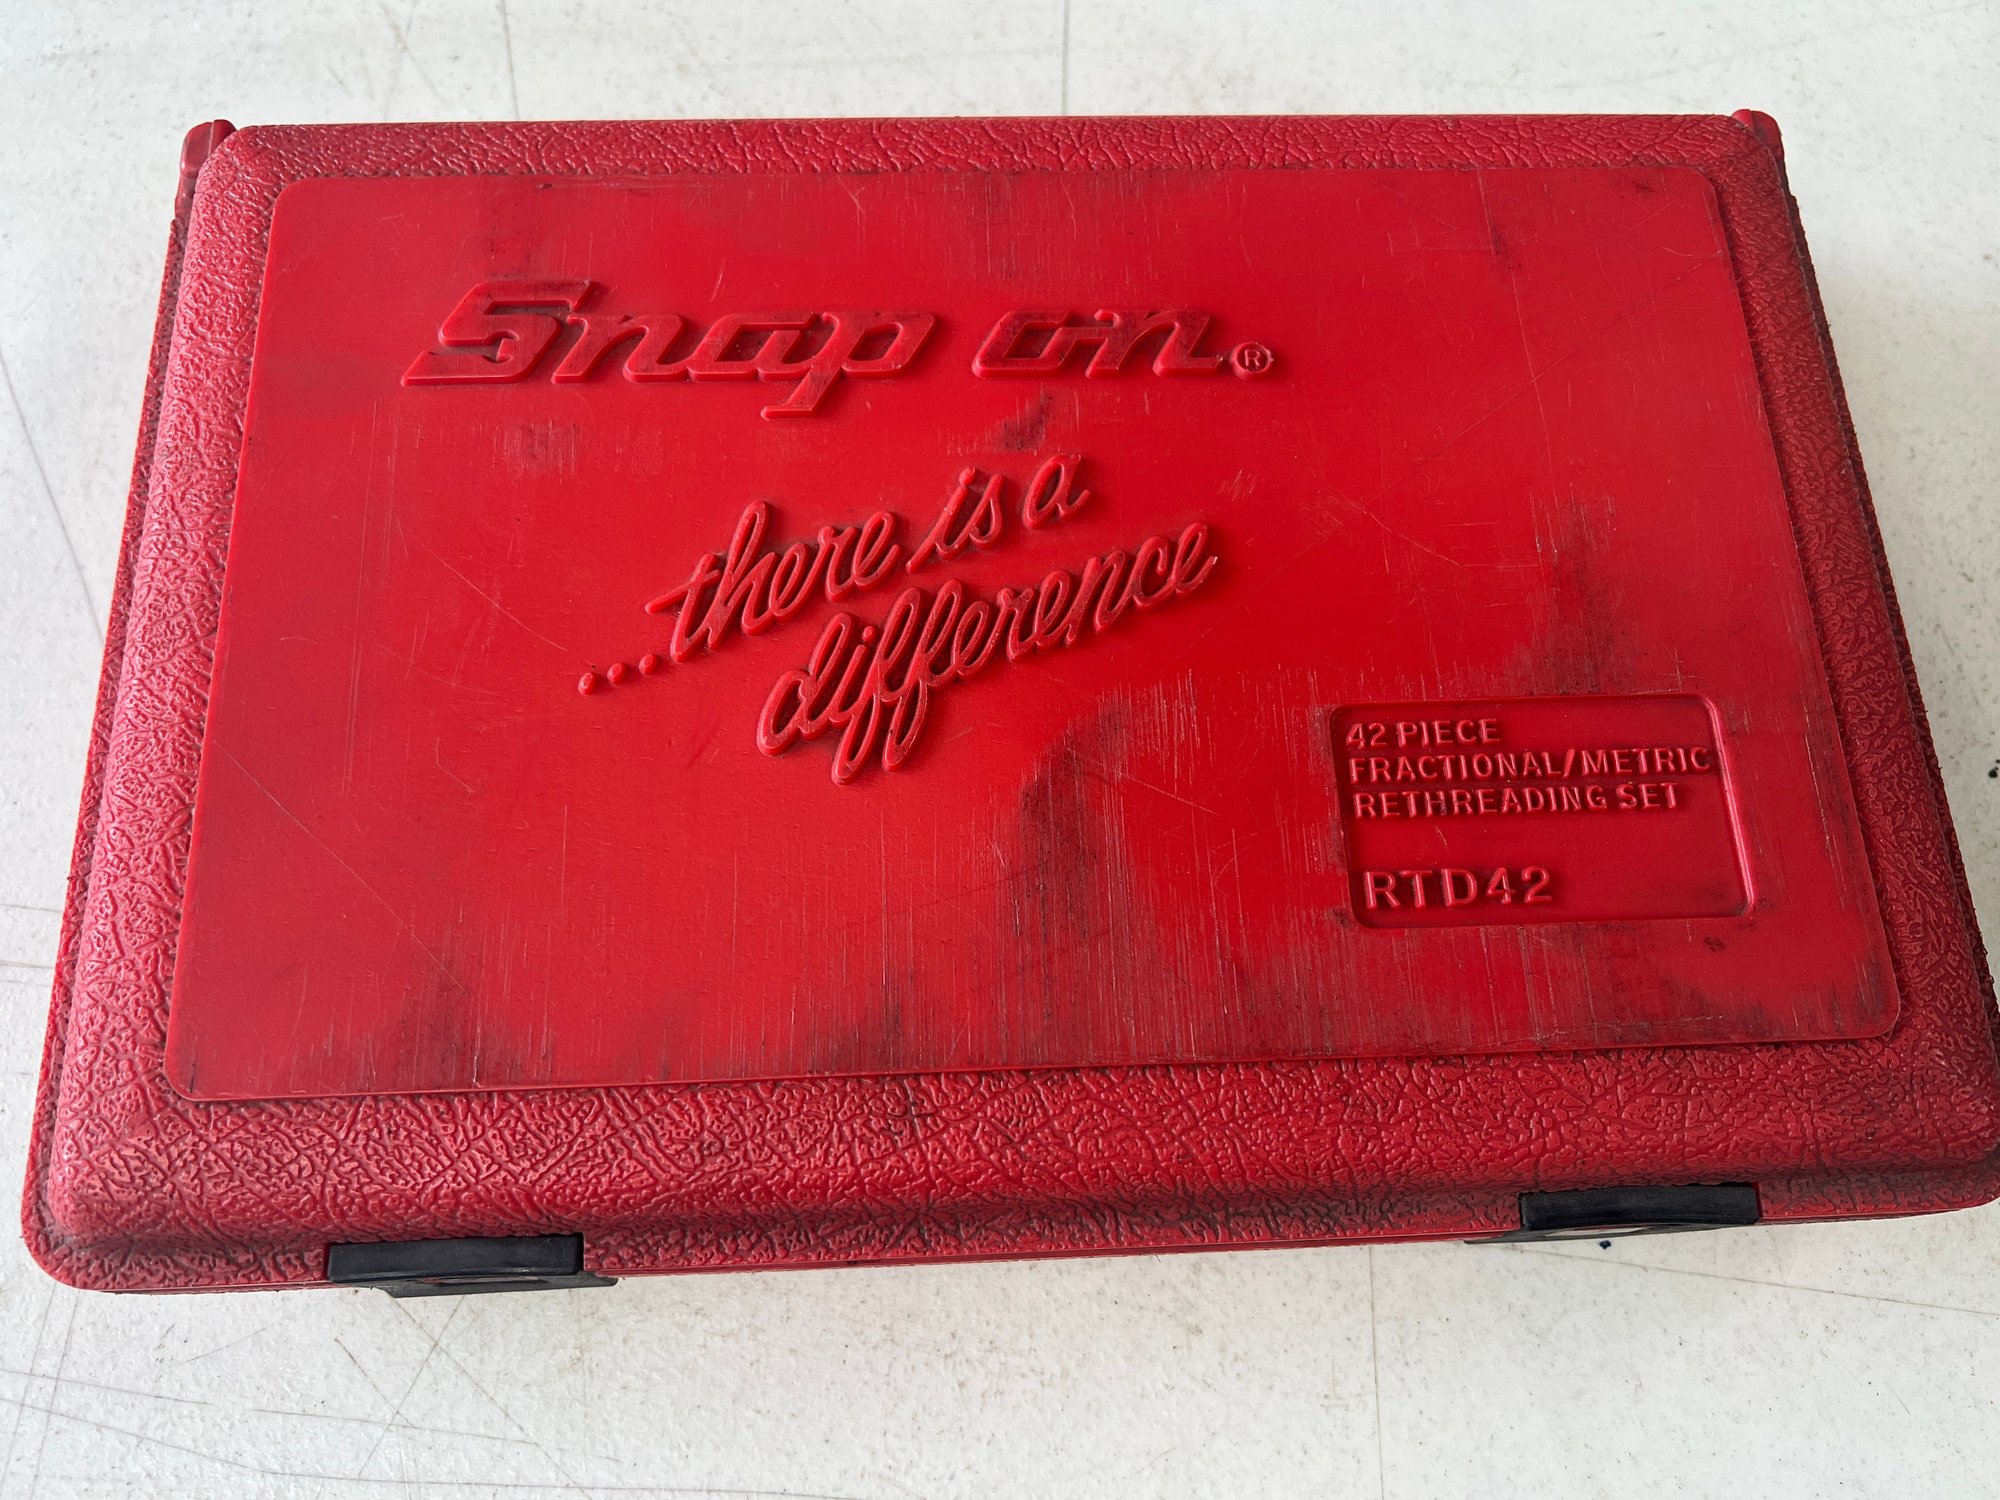 Snap on®
...there is a
difference
42 PIECE
FRACTIONAL/METRIC
RETHREADING SET
RTD42